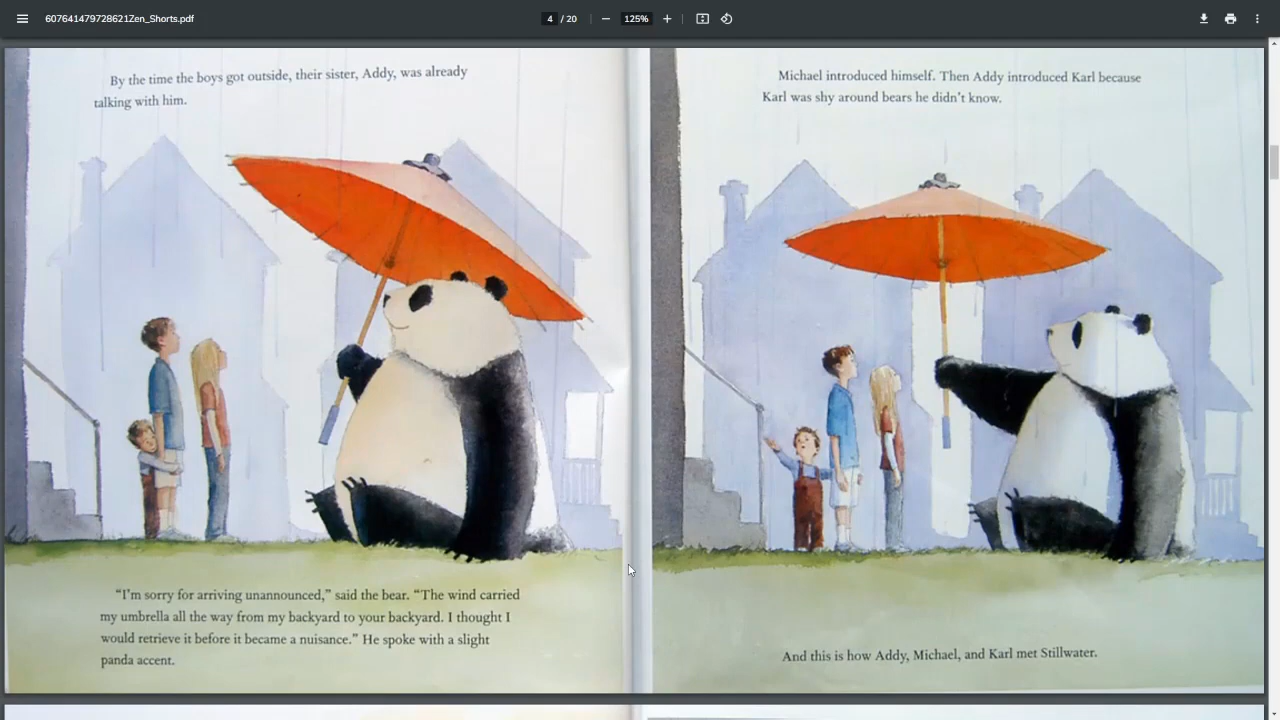 607641479728621Zen_Shorts.pdf
4 / 20
125%
By the time the boys got outside, their sister, Addy, was already
talking with him.
“I’m sorry for arriving unannounced,” said the bear. “The wind carried
my umbrella all the way from my backyard to your backyard. I thought I
would retrieve it before it became a nuisance.” He spoke with a slight
panda accent.
Michael introduced himself. Then Addy introduced Karl because
Karl was shy around bears he didn’t know.
And this is how Addy, Michael, and Karl met Stillwater.